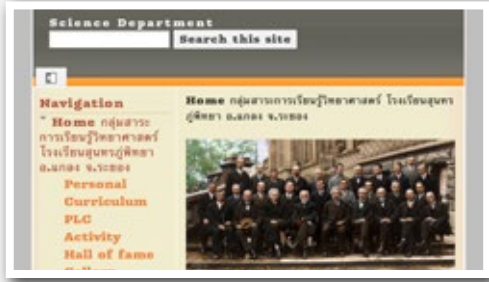 Science Department
Search this site
Navigation
Home กลุ่มสาระ
การเรียนรู้วิทยาศาสตร์
โรงเรียนสุนทรภู่พิทยา
อ.แกลง จ.ระยอง
Personal
Curriculum
PLC
Activity
Hall of fame
Home กลุ่มสาระการเรียนรู้วิทยาศาสตร์ โรงเรียนสุนทร
ภู่พิทยา อ.แกลง จ.ระยอง